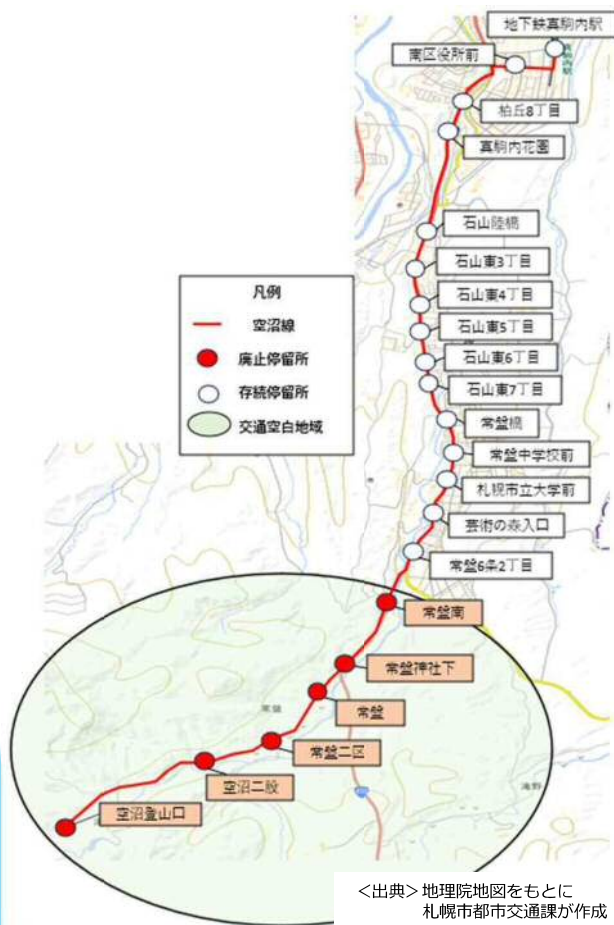 地下鉄真駒内駅
南区役所前
柏丘8丁目
真駒内花園
石山陸橋
石山東3丁目
石山東4丁目
石山東5丁目
石山東6丁目
石山東7丁目
常盤橋
常盤中学校前
札幌市立大学前
芸術の森入口
常盤6条2丁目
凡例
空沼線
廃止停留所
存続停留所
交通空白地域
常盤南
常盤神社下
常盤
常盤
常盤二区
空沼二股
滝野
空沼登山口
<出典>地理院地図をもとに
札幌市都市交通課が作成